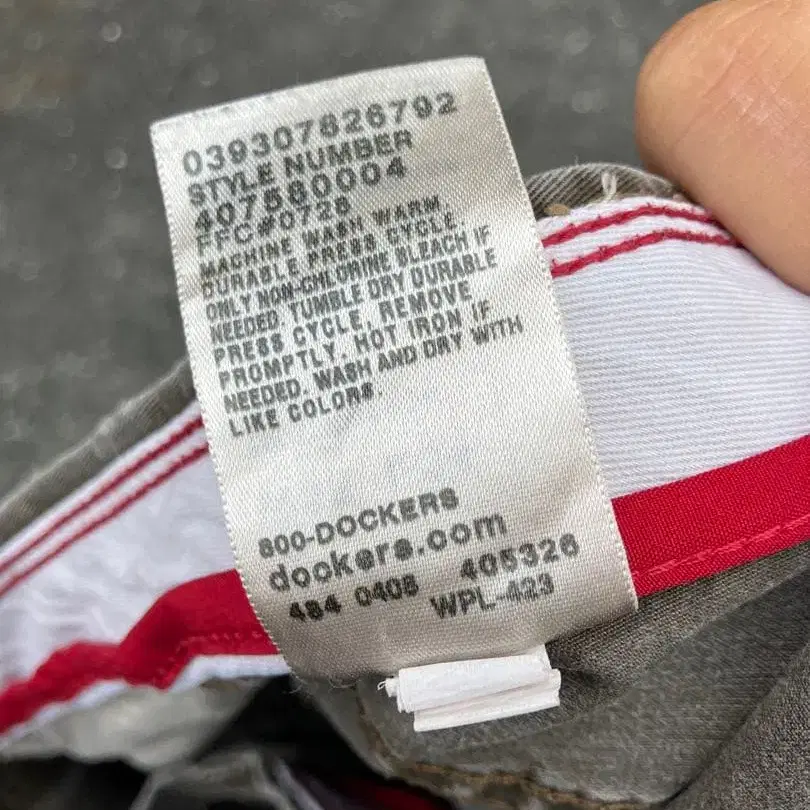 039307826792
STYLE NUMBER
407580004
FFC#0728
MACHINE WASH WARM,
DURABLE PRESS CYCLE.
ONLY NON-CHLORINE BLEACH IF
NEEDED. TUMBLE DRY DURABLE
PRESS CYCLE, REMOVE
PROMPTLY. HOT IRON IF
NEEDED. WASH AND DRY WITH
LIKE COLORS.
800-DOCKERS
dockers.com
484 0408 405326
WPL-423